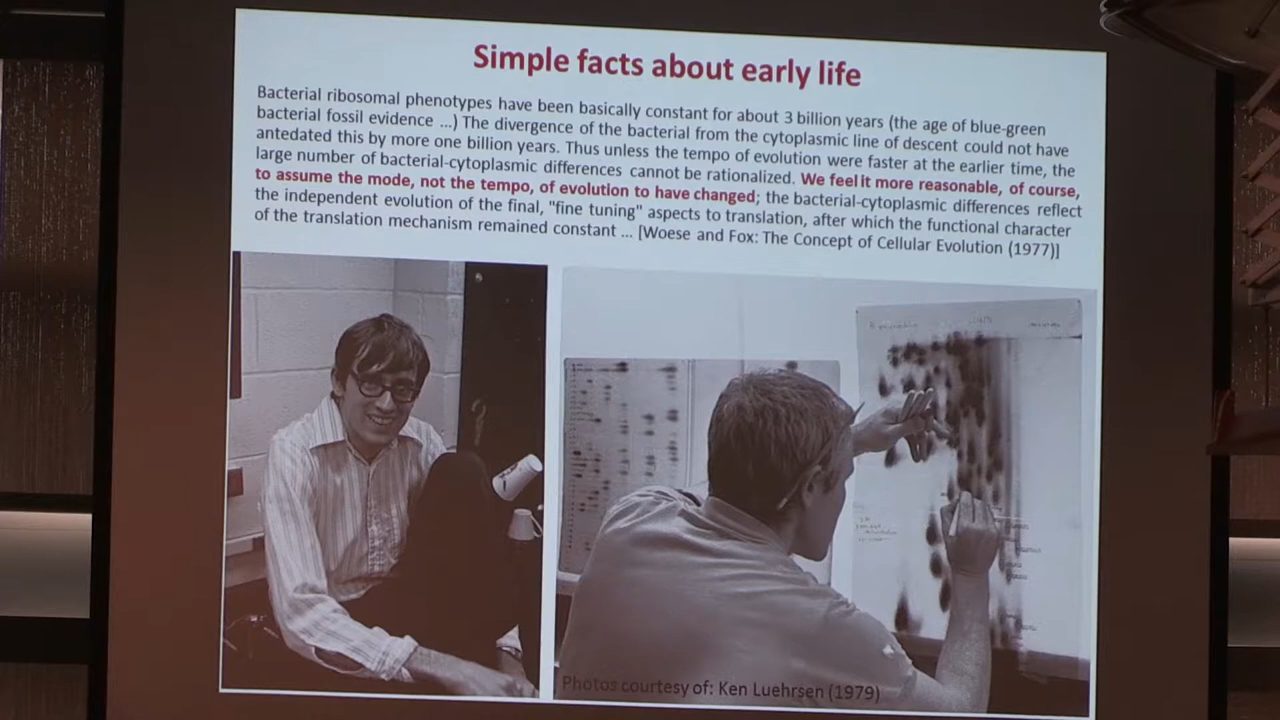 Simple facts about early life
Bacterial ribosomal phenotypes have been basically constant for about 3 billion years (the age of blue-green
bacterial fossil evidence ...) The divergence of the bacterial from the cytoplasmic line of descent could not have
antedated this by more one billion years. Thus unless the tempo of evolution were faster at the earlier time, the
large number of bacterial-cytoplasmic differences cannot be rationalized. We feel it more reasonable, of course,
to assume the mode, not the tempo, of evolution to have changed; the bacterial-cytoplasmic differences reflect
the independent evolution of the final, "fine tuning" aspects to translation, after which the functional character
of the translation mechanism remained constant ... [Woese and Fox: The Concept of Cellular Evolution (1977)]
Photos courtesy of: Ken Luehrsen (1979)